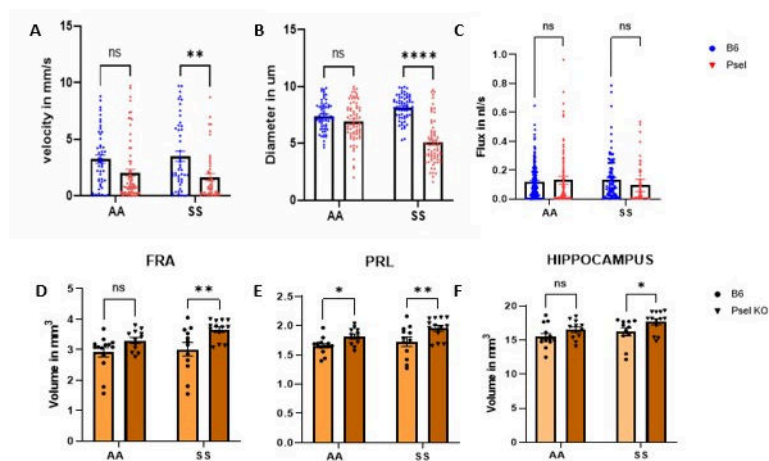 A
velocity in mm/s
10
5
0
ns
**
AA
SS
B
Diameter in um
15
10
5
0
ns
****
AA
SS
C
Flux in nl/s
1.0
0.8
0.6
0.4
0.2
0.0
ns
ns
AA
SS
B6
Psel
D
FRA
Volume in mm3
5
4
3
2
1
0
ns
**
AA
SS
E
PRL
Volume in mm3
2.5
2.0
1.5
1.0
0.5
0.0
*
**
AA
SS
F
HIPPOCAMPUS
Volume in mm3
20
15
10
5
0
ns
*
AA
SS
B6
Psel KO